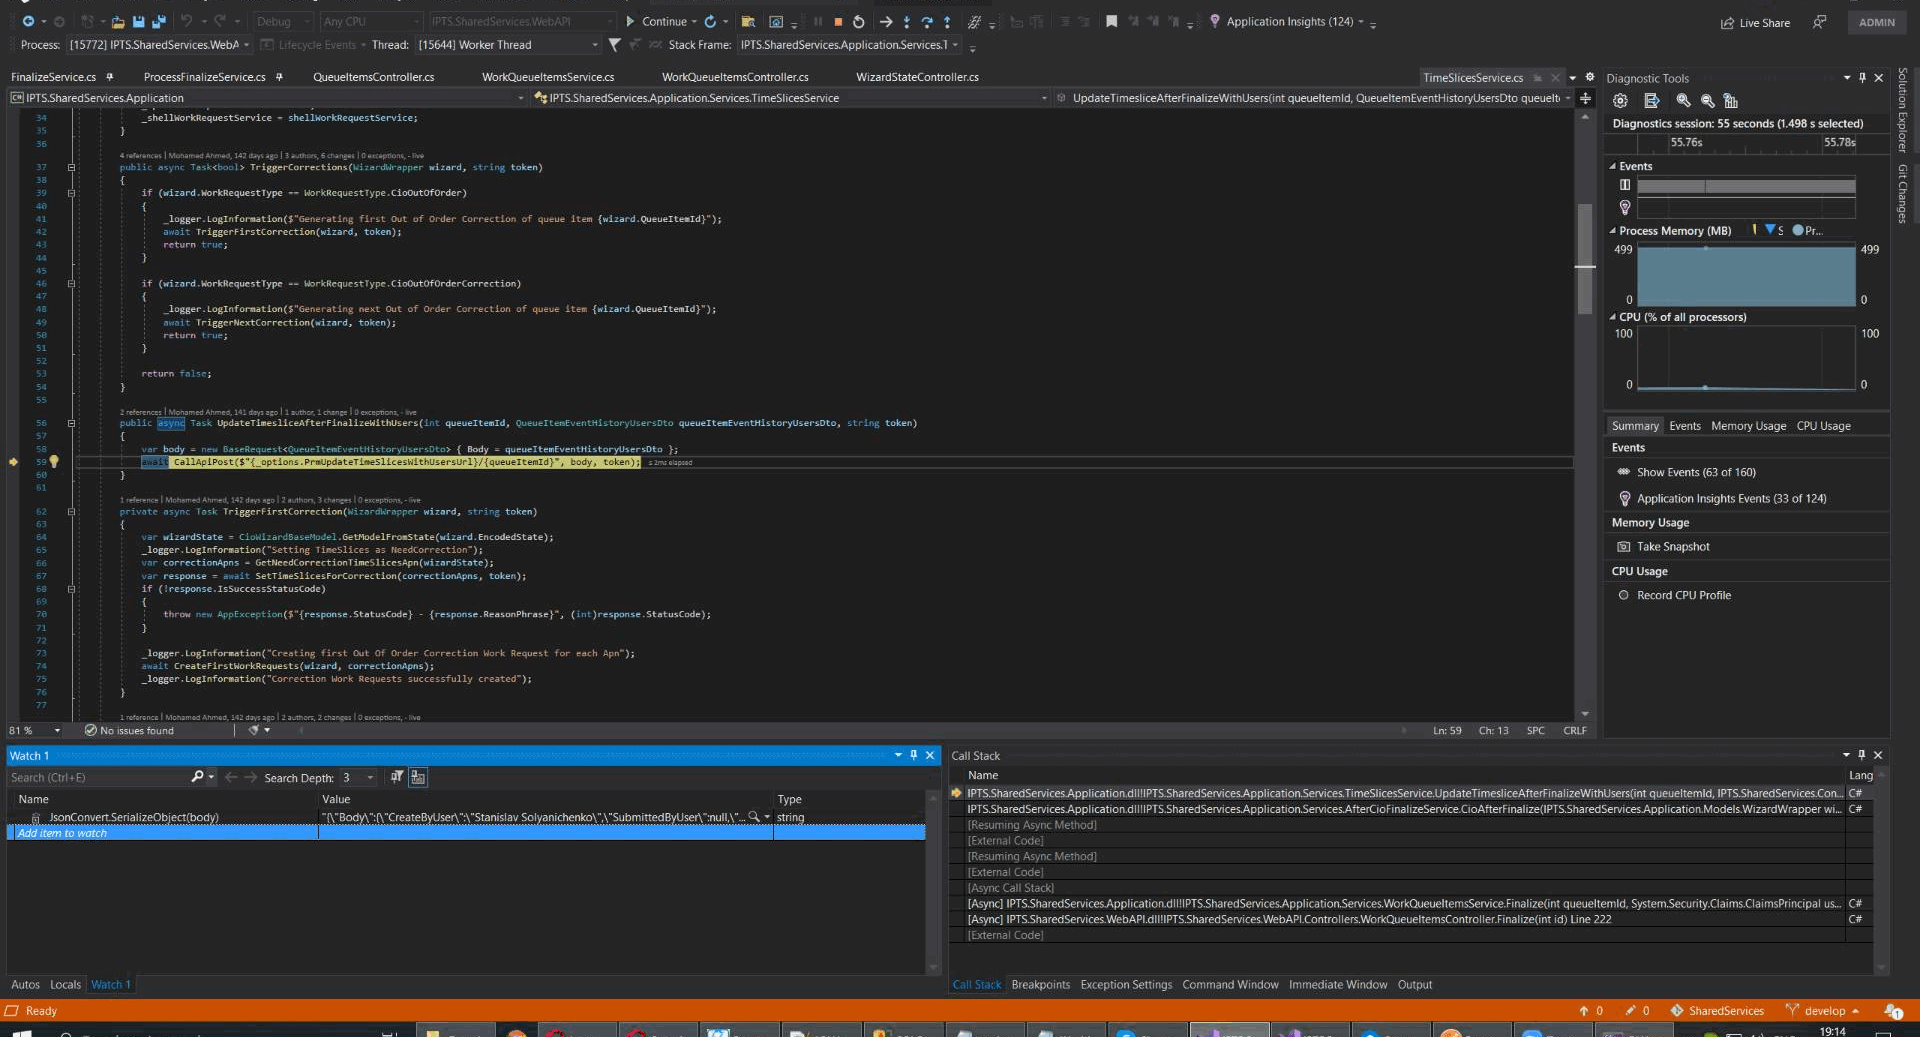 Debug
Any CPU
IPTS.SharedServices.WebAPI
Continue
Application Insights (124)
Live Share
ADMIN
Process: [15772] IPTS.SharedServices.WebA
Lifecycle Events
Thread: [15644] Worker Thread
Stack Frame: IPTS.SharedServices.Application.Services.T
FinalizeService.cs
ProcessFinalizeService.cs
QueueItemsController.cs
WorkQueueItemsService.cs
WorkQueueItemsController.cs
WizardStateController.cs
TimeSlicesService.cs
IPTS.SharedServices.Application
IPTS.SharedServices.Application.Services.TimeSlicesService
UpdateTimesliceAfterFinalizeWithUsers(int queueItemId, QueueItemEventHistoryUsersDto queueIt
34 _shellWorkRequestService = shellWorkRequestService;
35 }
36
4 references | Mohamed Ahmed, 142 days ago | 3 authors, 6 changes | 0 exceptions, - live
37 public async Task<bool> TriggerCorrections(WizardWrapper wizard, string token)
38 {
39 if (wizard.WorkRequestType == WorkRequestType.CioOutOfOrder)
40 {
41 _logger.LogInformation($"Generating first Out of Order Correction of queue item {wizard.QueueItemId}");
42 await TriggerFirstCorrection(wizard, token);
43 return true;
44 }
45
46 if (wizard.WorkRequestType == WorkRequestType.CioOutOfOrderCorrection)
47 {
48 _logger.LogInformation($"Generating next Out of Order Correction of queue item {wizard.QueueItemId}");
49 await TriggerNextCorrection(wizard, token);
50 return true;
51 }
52
53 return false;
54 }
55
2 references | Mohamed Ahmed, 141 days ago | 1 author, 1 change | 0 exceptions, - live
56 public async Task UpdateTimesliceAfterFinalizeWithUsers(int queueItemId, QueueItemEventHistoryUsersDto queueItemEventHistoryUsersDto, string token)
57 {
58 var body = new BaseRequest<QueueItemEventHistoryUsersDto> { Body = queueItemEventHistoryUsersDto };
59 await CallApiPost($"{_options.PrmUpdateTimeSlicesWithUsersUrl}/{queueItemId}", body, token); ≤ 2ms elapsed
60 }
61
1 reference | Mohamed Ahmed, 142 days ago | 2 authors, 3 changes | 0 exceptions, - live
62 private async Task TriggerFirstCorrection(WizardWrapper wizard, string token)
63 {
64 var wizardState = CioWizardBaseModel.GetModelFromState(wizard.EncodedState);
65 _logger.LogInformation("Setting TimeSlices as NeedCorrection");
66 var correctionApns = GetNeedCorrectionTimeSlicesApn(wizardState);
67 var response = await SetTimeSlicesForCorrection(correctionApns, token);
68 if (!response.IsSuccessStatusCode)
69 {
70 throw new AppException($"{response.StatusCode} - {response.ReasonPhrase}", (int)response.StatusCode);
71 }
72
73 _logger.LogInformation("Creating first Out Of Order Correction Work Request for each Apn");
74 await CreateFirstWorkRequests(wizard, correctionApns);
75 _logger.LogInformation("Correction Work Requests successfully created");
76 }
77
1 reference | Mohamed Ahmed, 142 days ago | 2 authors, 2 changes | 0 exceptions, - live
81 %
No issues found
Ln: 59 Ch: 13 SPC CRLF
Diagnostic Tools
Diagnostics session: 55 seconds (1.498 s selected)
55.76s 55.78s
Events
Process Memory (MB) S Pr...
499 499
0 0
CPU (% of all processors)
100 100
0 0
Summary Events Memory Usage CPU Usage
Events
Show Events (63 of 160)
Application Insights Events (33 of 124)
Memory Usage
Take Snapshot
CPU Usage
Record CPU Profile
Solution Explorer
Git Changes
Watch 1
Search (Ctrl+E)
Search Depth: 3
Name Value Type
JsonConvert.SerializeObject(body) "{\"Body\":{\"CreateByUser\":\"Stanislav Solyanichenko\",\"SubmittedByUser\":null,\"... string
Add item to watch
Autos Locals Watch 1
Call Stack
Name Lang
IPTS.SharedServices.Application.dll!IPTS.SharedServices.Application.Services.TimeSlicesService.UpdateTimesliceAfterFinalizeWithUsers(int queueItemId, IPTS.SharedServices.Con... C#
IPTS.SharedServices.Application.dll!IPTS.SharedServices.Application.Services.AfterCioFinalizeService.CioAfterFinalize(IPTS.SharedServices.Application.Models.WizardWrapper wi... C#
[Resuming Async Method]
[External Code]
[Resuming Async Method]
[External Code]
[Async Call Stack]
[Async] IPTS.SharedServices.Application.dll!IPTS.SharedServices.Application.Services.WorkQueueItemsService.Finalize(int queueItemId, System.Security.Claims.ClaimsPrincipal us... C#
[Async] IPTS.SharedServices.WebAPI.dll!IPTS.SharedServices.WebAPI.Controllers.WorkQueueItemsController.Finalize(int id) Line 222 C#
[External Code]
Call Stack Breakpoints Exception Settings Command Window Immediate Window Output
Ready
0 0 SharedServices develop 1
19:14